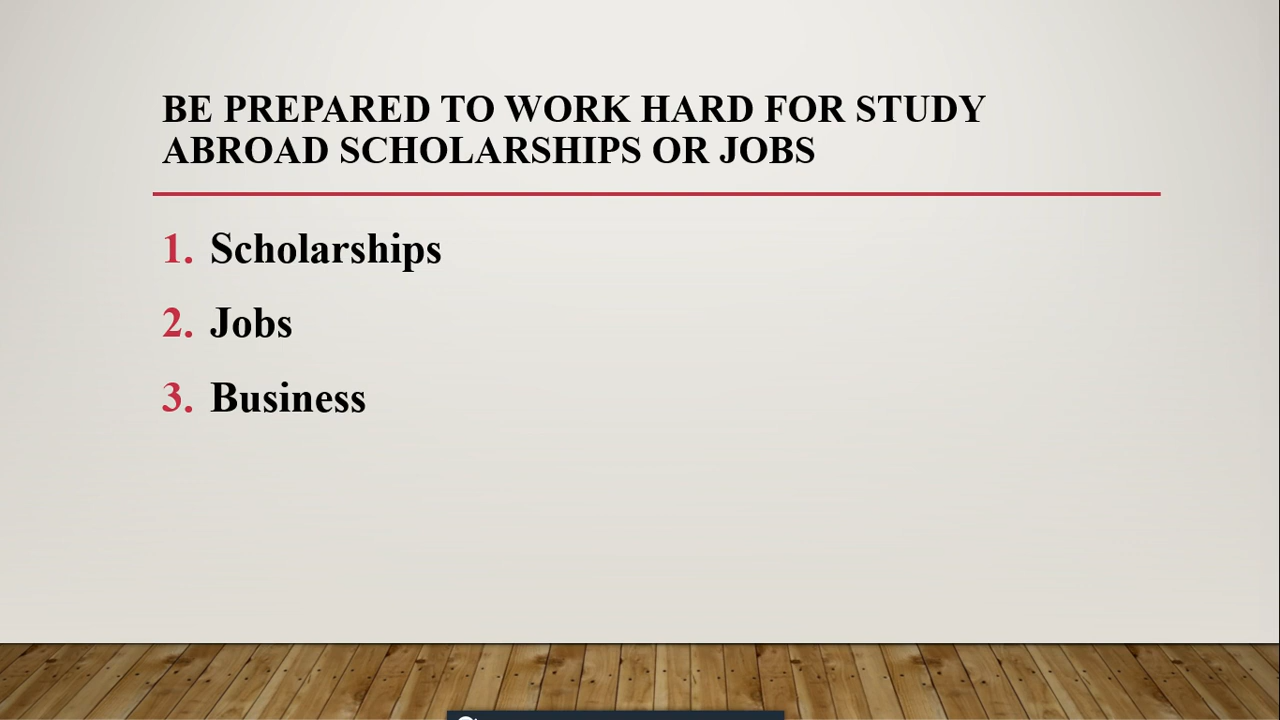 BE PREPARED TO WORK HARD FOR STUDY
ABROAD SCHOLARSHIPS OR JOBS
1. Scholarships
2. Jobs
3. Business